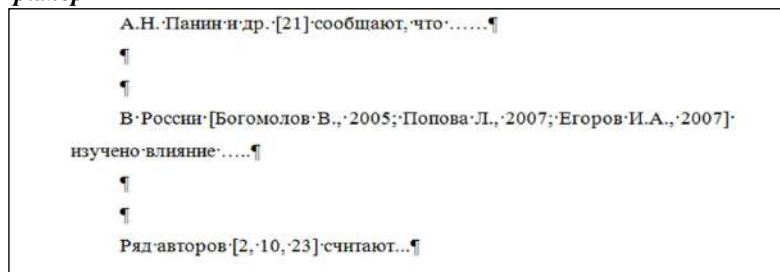 А.Н. Панин и др. [21] сообщают, что ……¶
¶
¶
В России [Богомолов В., 2005; Попова Л., 2007; Егоров И.А., 2007]
изучено влияние …..¶
¶
¶
Ряд авторов [2, 10, 23] считают...¶